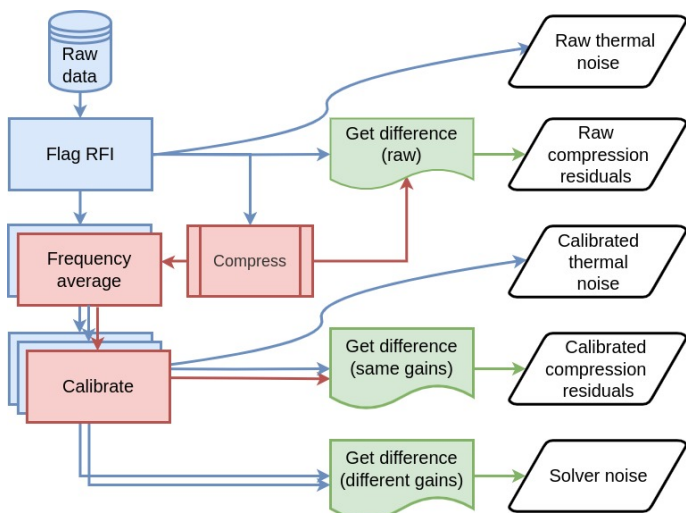 Raw
data
Raw thermal
noise
Flag RFI
Get difference
(raw)
Raw
compression
residuals
Frequency
average
Compress
Calibrated
thermal
noise
Calibrate
Get difference
(same gains)
Calibrated
compression
residuals
Get difference
(different gains)
Solver noise